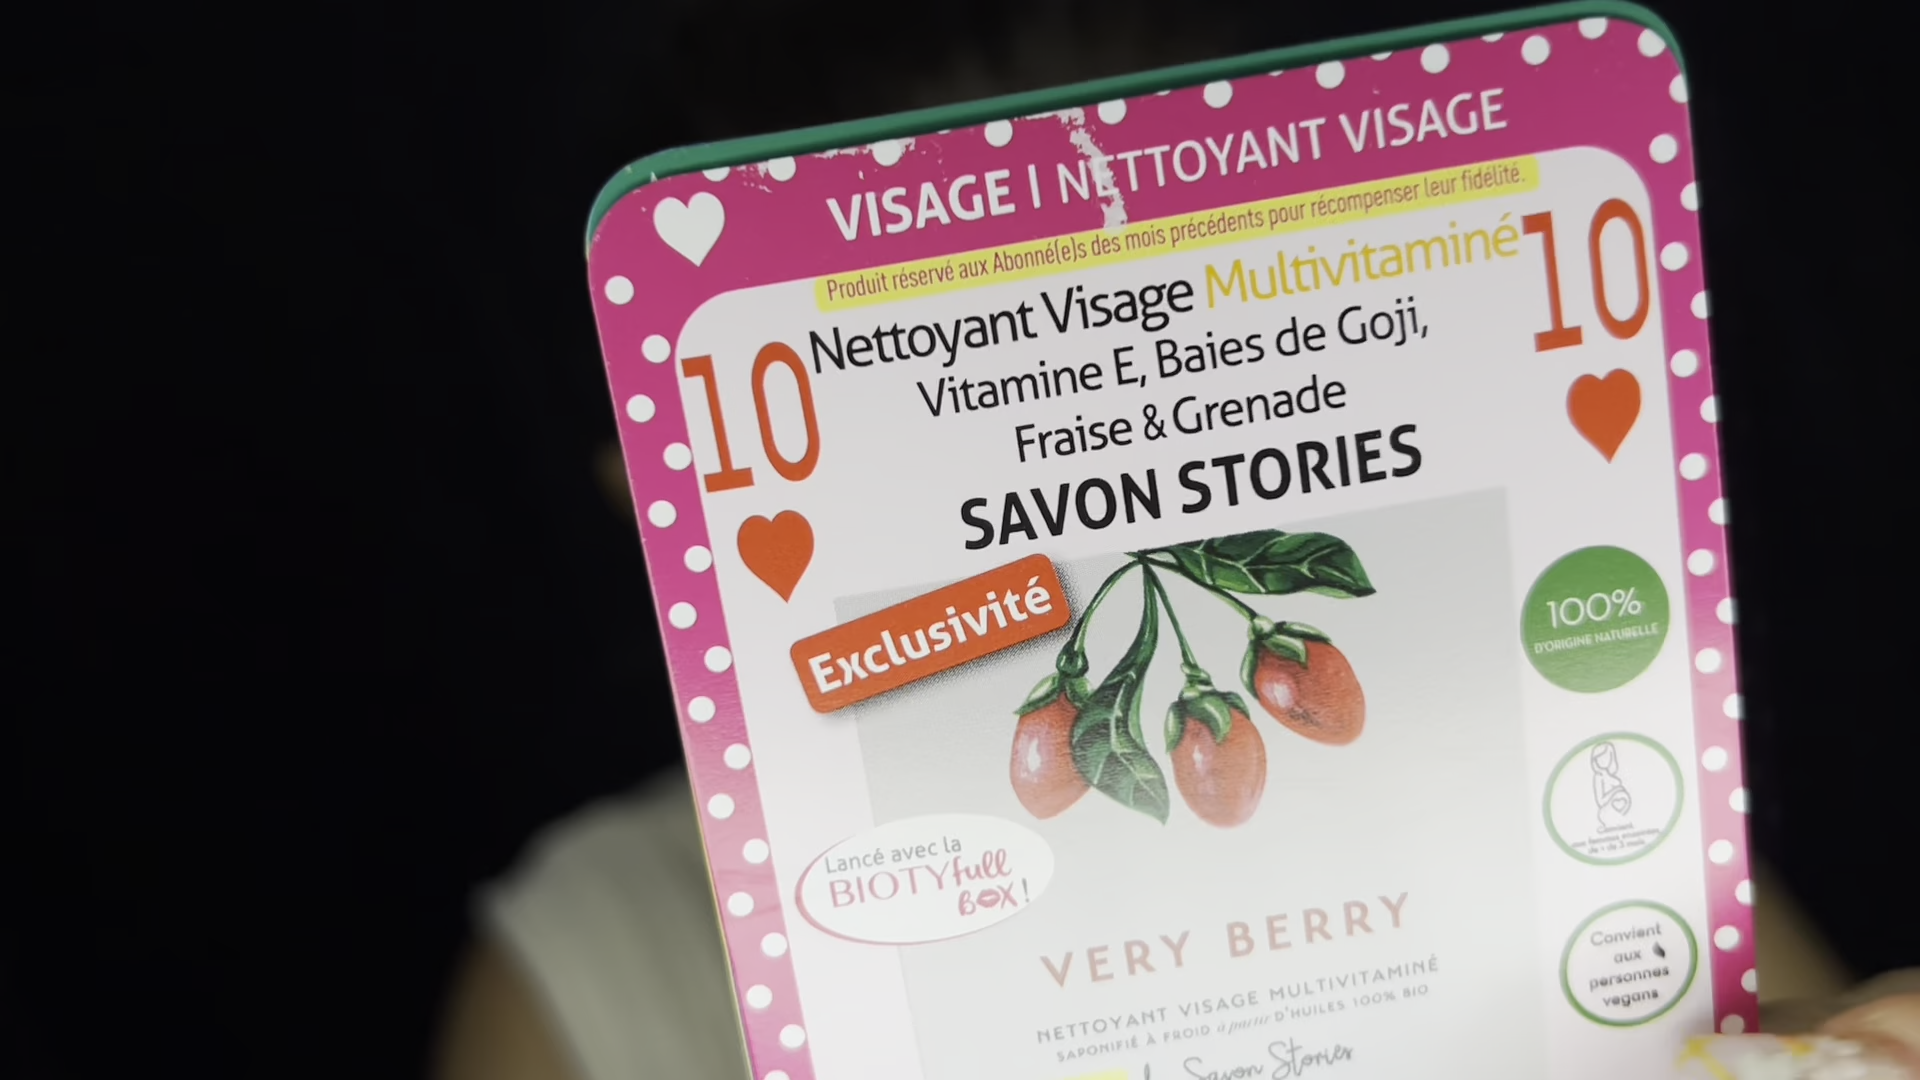 VISAGE | NETTOYANT VISAGE
Produit réservé aux Abonné(e)s des mois précédents pour récompenser leur fidélité.
10
Nettoyant Visage Multivitaminé
10
Vitamine E, Baies de Goji,
Fraise & Grenade
SAVON STORIES
Exclusivité
100%
D'ORIGINE NATURELLE
Lancé avec la
BIOTYfull
BOX!
Convient
aux
personnes
vegans
VERY BERRY
NETTOYANT VISAGE MULTIVITAMINÉ
SAPONIFIÉ À FROID à partir D'HUILES 100% BIO
Savon Stories